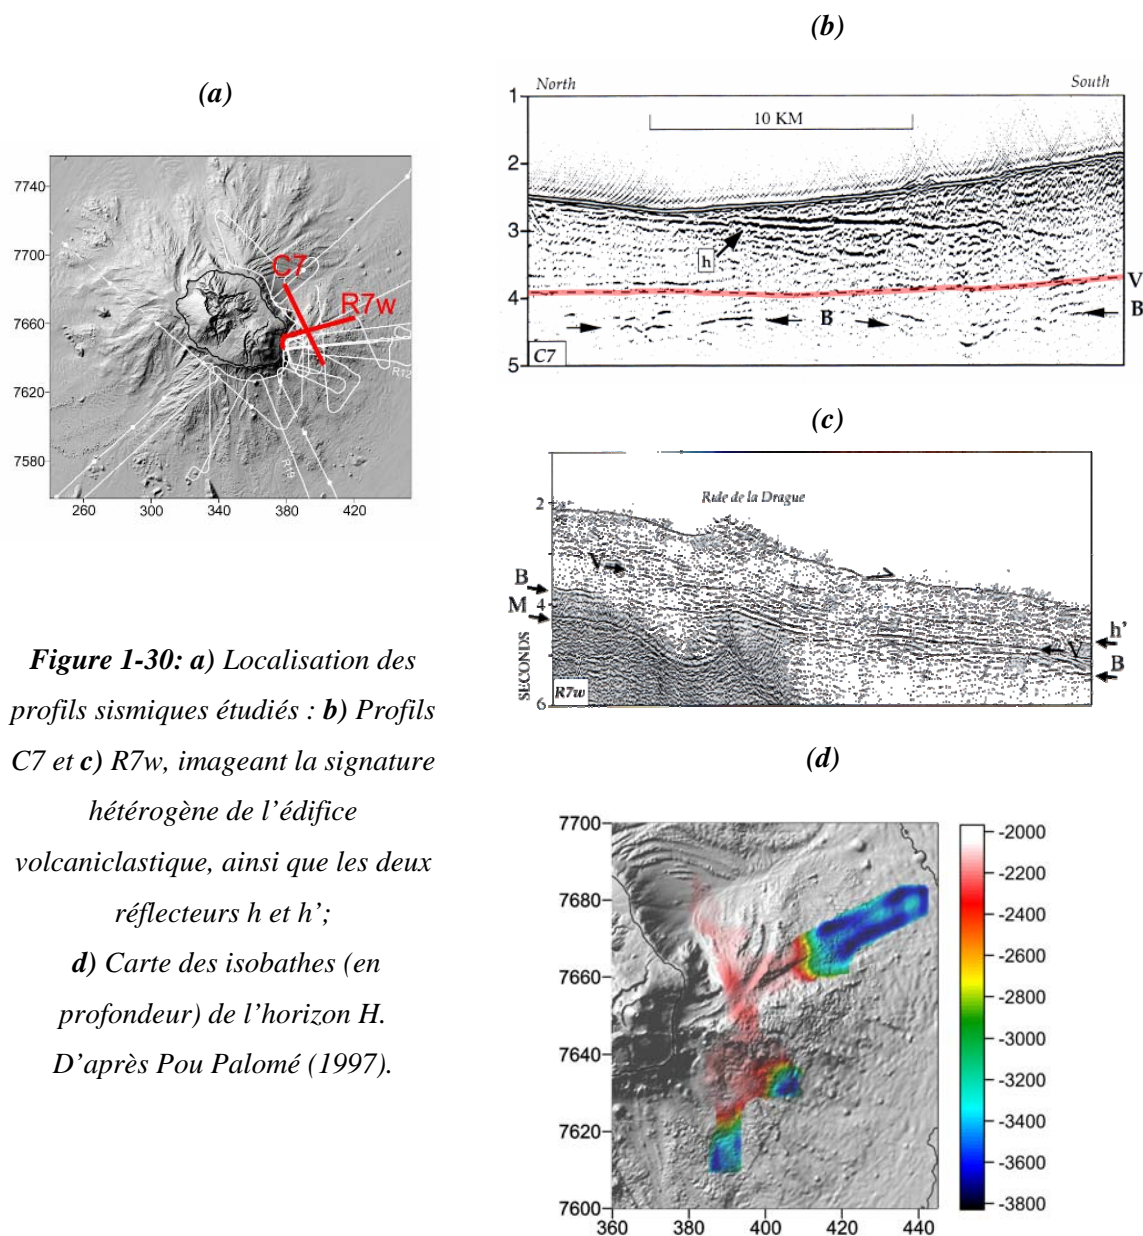 (a)
7740
7700
7660
7620
7580
260 300 340 380 420
C7
R7w
R12
R19
(b)
North South
10 KM
1
2
3
4
5
h
V
B
B
C7
(c)
Ride de la Drague
2
4
6
SECONDS
B
M
V
h'
V
B
R7w
Figure 1-30: a) Localisation des
profils sismiques étudiés : b) Profils
C7 et c) R7w, imageant la signature
hétérogène de l'édifice
volcaniclastique, ainsi que les deux
réflecteurs h et h';
d) Carte des isobathes (en
profondeur) de l'horizon H.
D'après Pou Palomé (1997).
(d)
7700
7680
7660
7640
7620
7600
360 380 400 420 440
-2000
-2200
-2400
-2600
-2800
-3000
-3200
-3400
-3600
-3800